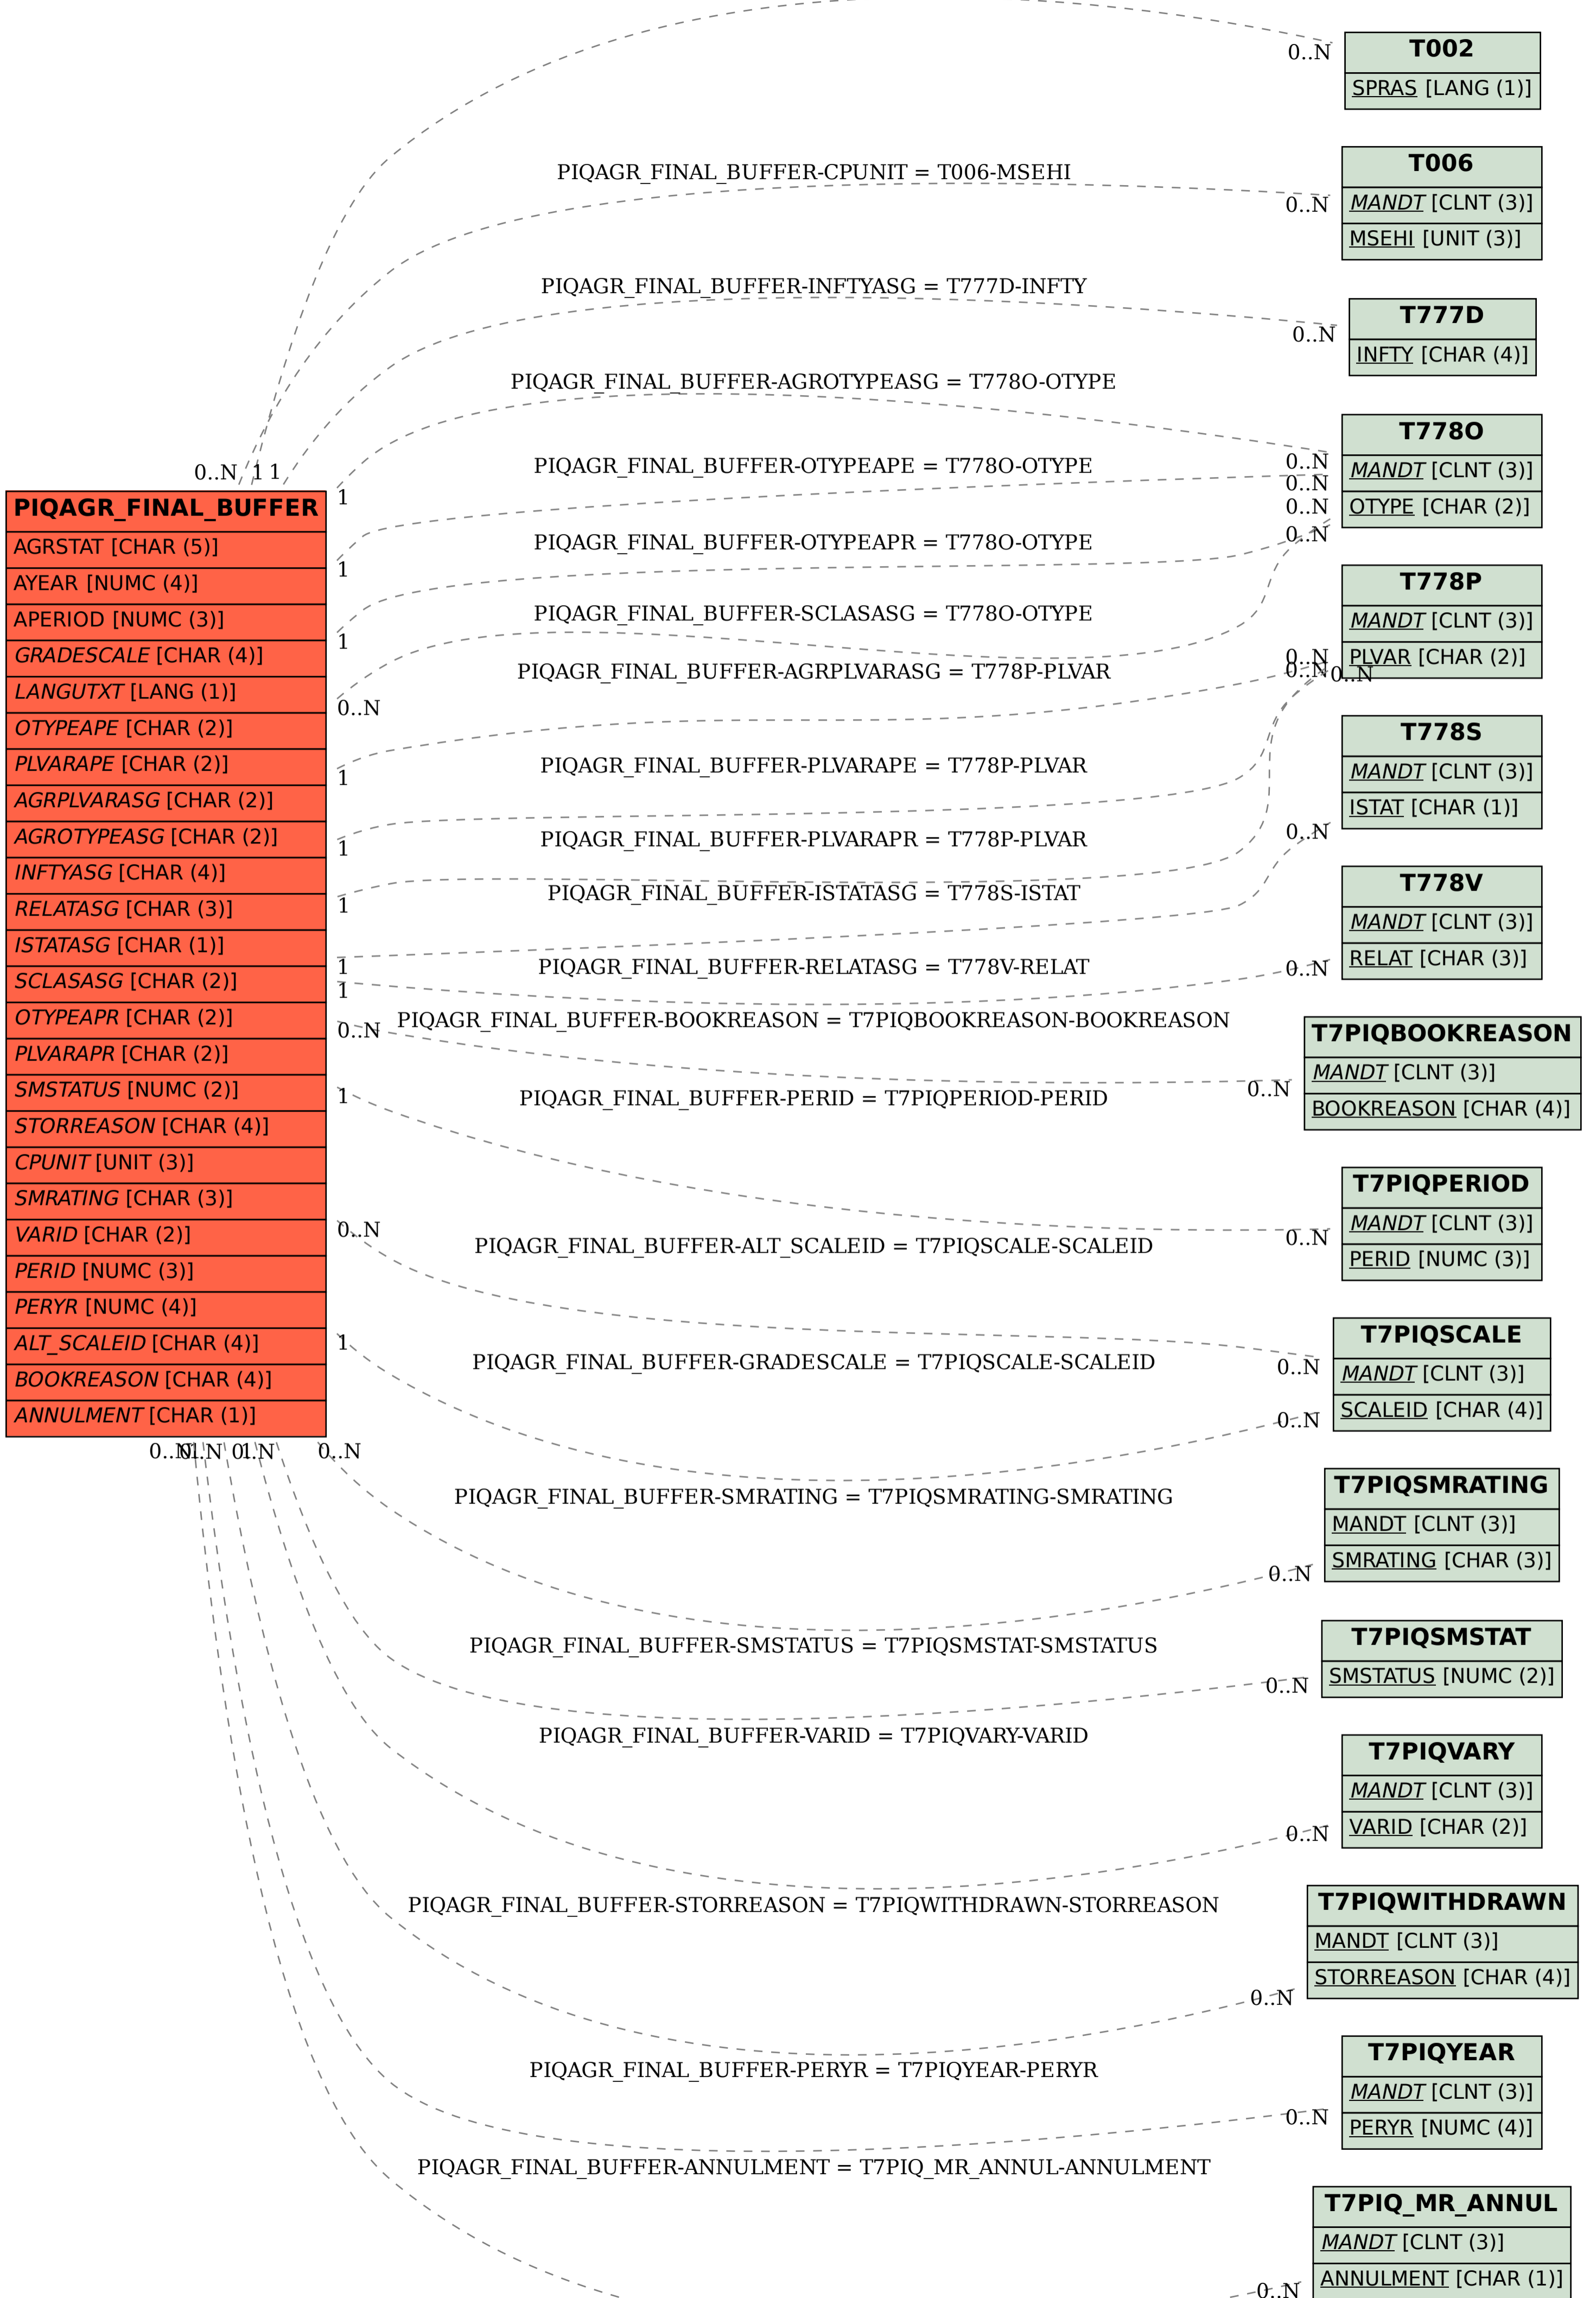 0..N
T002
SPRAS [LANG (1)]
PIQAGR_FINAL_BUFFER-CPUNIT = T006-MSEHI
0..N
T006
MANDT [CLNT (3)]
MSEHI [UNIT (3)]
PIQAGR_FINAL_BUFFER-INFTYASG = T777D-INFTY
0..N
T777D
INFTY [CHAR (4)]
PIQAGR_FINAL_BUFFER-AGROTYPEASG = T778O-OTYPE
PIQAGR_FINAL_BUFFER-OTYPEAPE = T778O-OTYPE
PIQAGR_FINAL_BUFFER-OTYPEAPR = T778O-OTYPE
PIQAGR_FINAL_BUFFER-SCLASASG = T778O-OTYPE
0..N
0..N
0..N
0..N
T778O
MANDT [CLNT (3)]
OTYPE [CHAR (2)]
0..N
1
1
PIQAGR_FINAL_BUFFER
AGRSTAT [CHAR (5)]
AYEAR [NUMC (4)]
APERIOD [NUMC (3)]
GRADESCALE [CHAR (4)]
LANGUTXT [LANG (1)]
OTYPEAPE [CHAR (2)]
PLVARAPE [CHAR (2)]
AGRPLVARASG [CHAR (2)]
AGROTYPEASG [CHAR (2)]
INFTYASG [CHAR (4)]
RELATASG [CHAR (3)]
ISTATASG [CHAR (1)]
SCLASASG [CHAR (2)]
OTYPEAPR [CHAR (2)]
PLVARAPR [CHAR (2)]
SMSTATUS [NUMC (2)]
STORREASON [CHAR (4)]
CPUNIT [UNIT (3)]
SMRATING [CHAR (3)]
VARID [CHAR (2)]
PERID [NUMC (3)]
PERYR [NUMC (4)]
ALT_SCALEID [CHAR (4)]
BOOKREASON [CHAR (4)]
ANNULMENT [CHAR (1)]
1
1
1
0..N
1
1
1
1
1
0..N
1
0..N
1
0..N
PIQAGR_FINAL_BUFFER-AGRPLVARASG = T778P-PLVAR
PIQAGR_FINAL_BUFFER-PLVARAPE = T778P-PLVAR
PIQAGR_FINAL_BUFFER-PLVARAPR = T778P-PLVAR
0..N
0..N
0..N
T778P
MANDT [CLNT (3)]
PLVAR [CHAR (2)]
PIQAGR_FINAL_BUFFER-ISTATASG = T778S-ISTAT
0..N
T778S
MANDT [CLNT (3)]
ISTAT [CHAR (1)]
PIQAGR_FINAL_BUFFER-RELATASG = T778V-RELAT
0..N
T778V
MANDT [CLNT (3)]
RELAT [CHAR (3)]
PIQAGR_FINAL_BUFFER-BOOKREASON = T7PIQBOOKREASON-BOOKREASON
0..N
T7PIQBOOKREASON
MANDT [CLNT (3)]
BOOKREASON [CHAR (4)]
PIQAGR_FINAL_BUFFER-PERID = T7PIQPERIOD-PERID
0..N
T7PIQPERIOD
MANDT [CLNT (3)]
PERID [NUMC (3)]
PIQAGR_FINAL_BUFFER-ALT_SCALEID = T7PIQSCALE-SCALEID
PIQAGR_FINAL_BUFFER-GRADESCALE = T7PIQSCALE-SCALEID
0..N
0..N
T7PIQSCALE
MANDT [CLNT (3)]
SCALEID [CHAR (4)]
PIQAGR_FINAL_BUFFER-SMRATING = T7PIQSMRATING-SMRATING
0..N
T7PIQSMRATING
MANDT [CLNT (3)]
SMRATING [CHAR (3)]
PIQAGR_FINAL_BUFFER-SMSTATUS = T7PIQSMSTAT-SMSTATUS
0..N
T7PIQSMSTAT
SMSTATUS [NUMC (2)]
PIQAGR_FINAL_BUFFER-VARID = T7PIQVARY-VARID
0..N
T7PIQVARY
MANDT [CLNT (3)]
VARID [CHAR (2)]
PIQAGR_FINAL_BUFFER-STORREASON = T7PIQWITHDRAWN-STORREASON
0..N
T7PIQWITHDRAWN
MANDT [CLNT (3)]
STORREASON [CHAR (4)]
PIQAGR_FINAL_BUFFER-PERYR = T7PIQYEAR-PERYR
0..N
T7PIQYEAR
MANDT [CLNT (3)]
PERYR [NUMC (4)]
PIQAGR_FINAL_BUFFER-ANNULMENT = T7PIQ_MR_ANNUL-ANNULMENT
0..N
T7PIQ_MR_ANNUL
MANDT [CLNT (3)]
ANNULMENT [CHAR (1)]